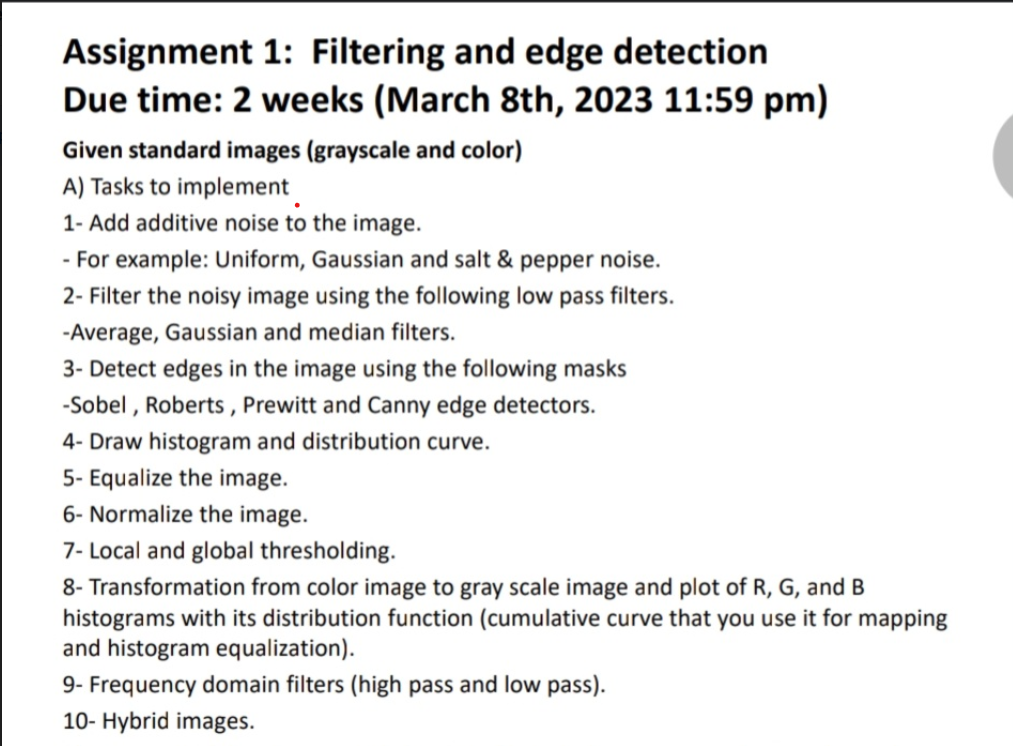 Assignment 1:  Filtering and edge detection
Due time: 2 weeks (March 8th, 2023 11:59 pm)
Given standard images (grayscale and color)
A) Tasks to implement
1- Add additive noise to the image.
- For example: Uniform, Gaussian and salt & pepper noise.
2- Filter the noisy image using the following low pass filters.
-Average, Gaussian and median filters.
3- Detect edges in the image using the following masks
-Sobel , Roberts , Prewitt and Canny edge detectors.
4- Draw histogram and distribution curve.
5- Equalize the image.
6- Normalize the image.
7- Local and global thresholding.
8- Transformation from color image to gray scale image and plot of R, G, and B
histograms with its distribution function (cumulative curve that you use it for mapping
and histogram equalization).
9- Frequency domain filters (high pass and low pass).
10- Hybrid images.